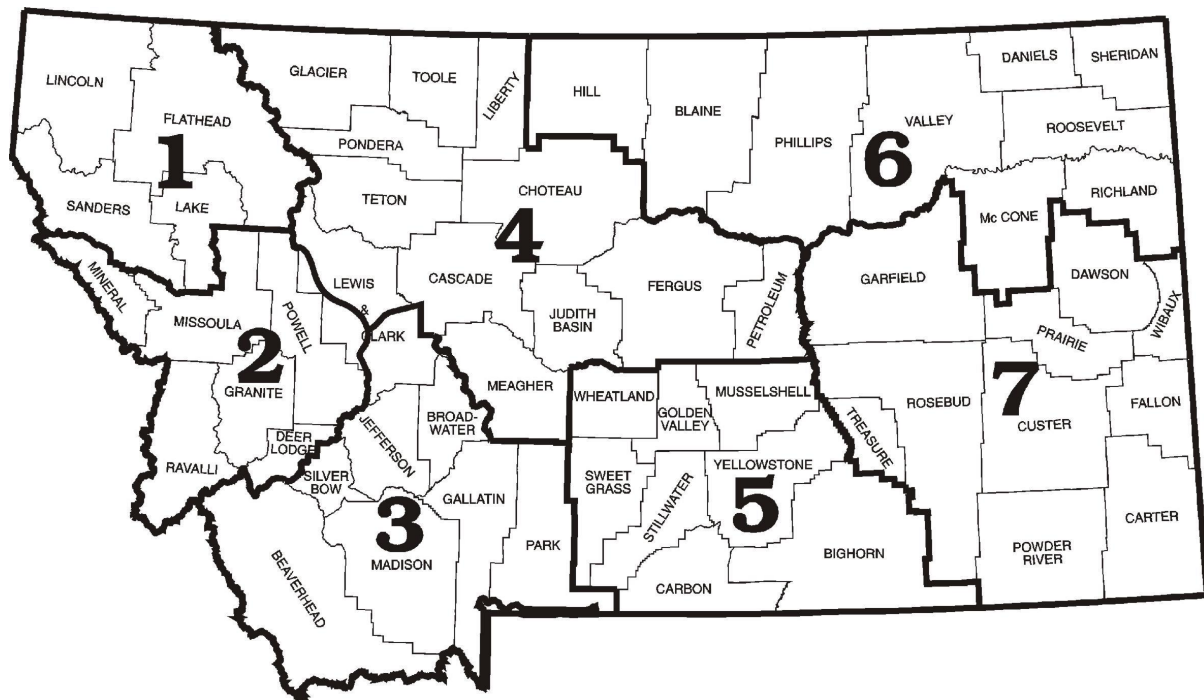 LINCOLN
FLATHEAD
1
SANDERS
LAKE
GLACIER
TOOLE
LIBERTY
PONDERA
TETON
CHOTEAU
4
LEWIS
&
CLARK
CASCADE
JUDITH
BASIN
FERGUS
PETROLEUM
MEAGHER
HILL
BLAINE
PHILLIPS
VALLEY
6
DANIELS
SHERIDAN
ROOSEVELT
RICHLAND
Mc CONE
MINERAL
MISSOULA
POWELL
2
GRANITE
DEER
LODGE
RAVALLI
SILVER
BOW
JEFFERSON
BROAD-
WATER
GALLATIN
3
MADISON
PARK
BEAVERHEAD
WHEATLAND
GOLDEN
VALLEY
MUSSELSHELL
SWEET
GRASS
STILLWATER
YELLOWSTONE
5
CARBON
BIGHORN
GARFIELD
DAWSON
WIBAUX
PRAIRIE
TREASURE
ROSEBUD
7
CUSTER
FALLON
POWDER
RIVER
CARTER